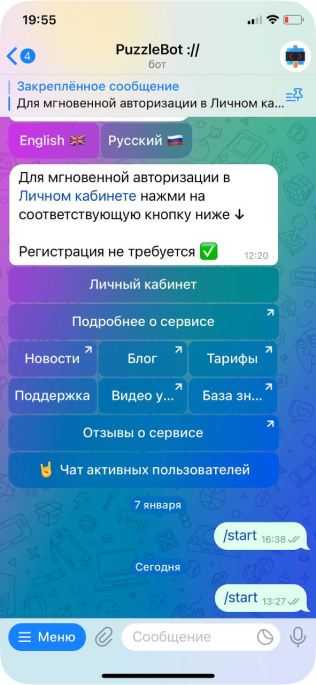 19:55
4
PuzzleBot ://
бот
Закреплённое сообщение
Для мгновенной авторизации в Личном ка...
English 🇬🇧 Русский 🇷🇺
Для мгновенной авторизации в
Личном кабинете нажми на
соответствующую кнопку ниже ↓
Регистрация не требуется ✅ 12:20
Личный кабинет
Подробнее о сервисе
Новости Блог Тарифы
Поддержка Видео у... База зн...
Отзывы о сервисе
🤘 Чат активных пользователей
7 января
/start 16:38
Сегодня
/start 13:27
Меню Сообщение